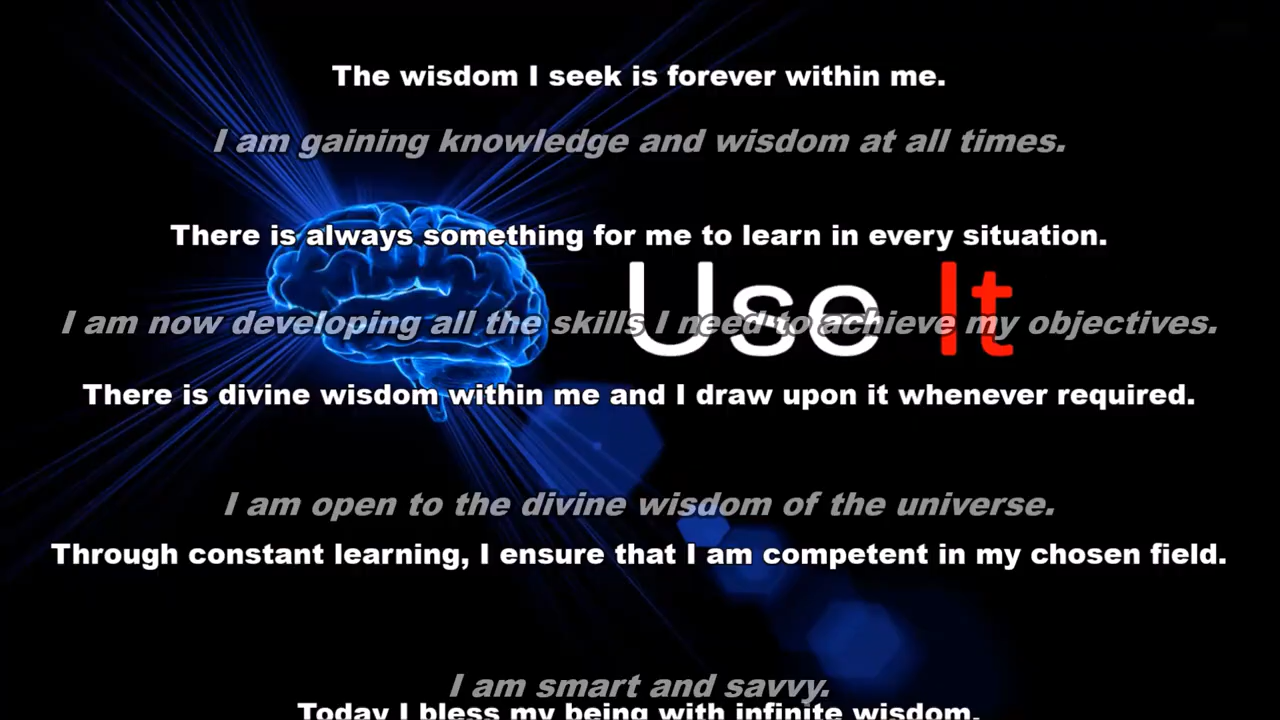 The wisdom I seek is forever within me.
I am gaining knowledge and wisdom at all times.
There is always something for me to learn in every situation.
Use It
I am now developing all the skills I need to achieve my objectives.
There is divine wisdom within me and I draw upon it whenever required.
I am open to the divine wisdom of the universe.
Through constant learning, I ensure that I am competent in my chosen field.
I am smart and savvy.
Today I bless my being with infinite wisdom.